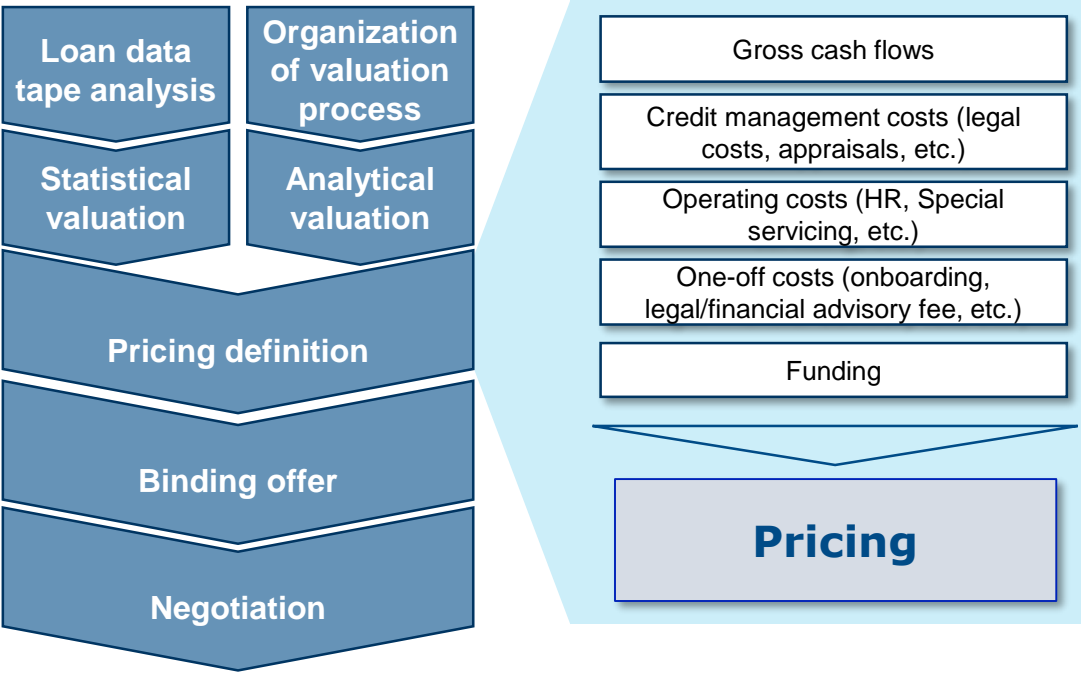 Loan data
tape analysis
Organization
of valuation
process
Statistical
valuation
Analytical
valuation
Pricing definition
Binding offer
Negotiation
Gross cash flows
Credit management costs (legal
costs, appraisals, etc.)
Operating costs (HR, Special
servicing, etc.)
One-off costs (onboarding,
legal/financial advisory fee, etc.)
Funding
Pricing